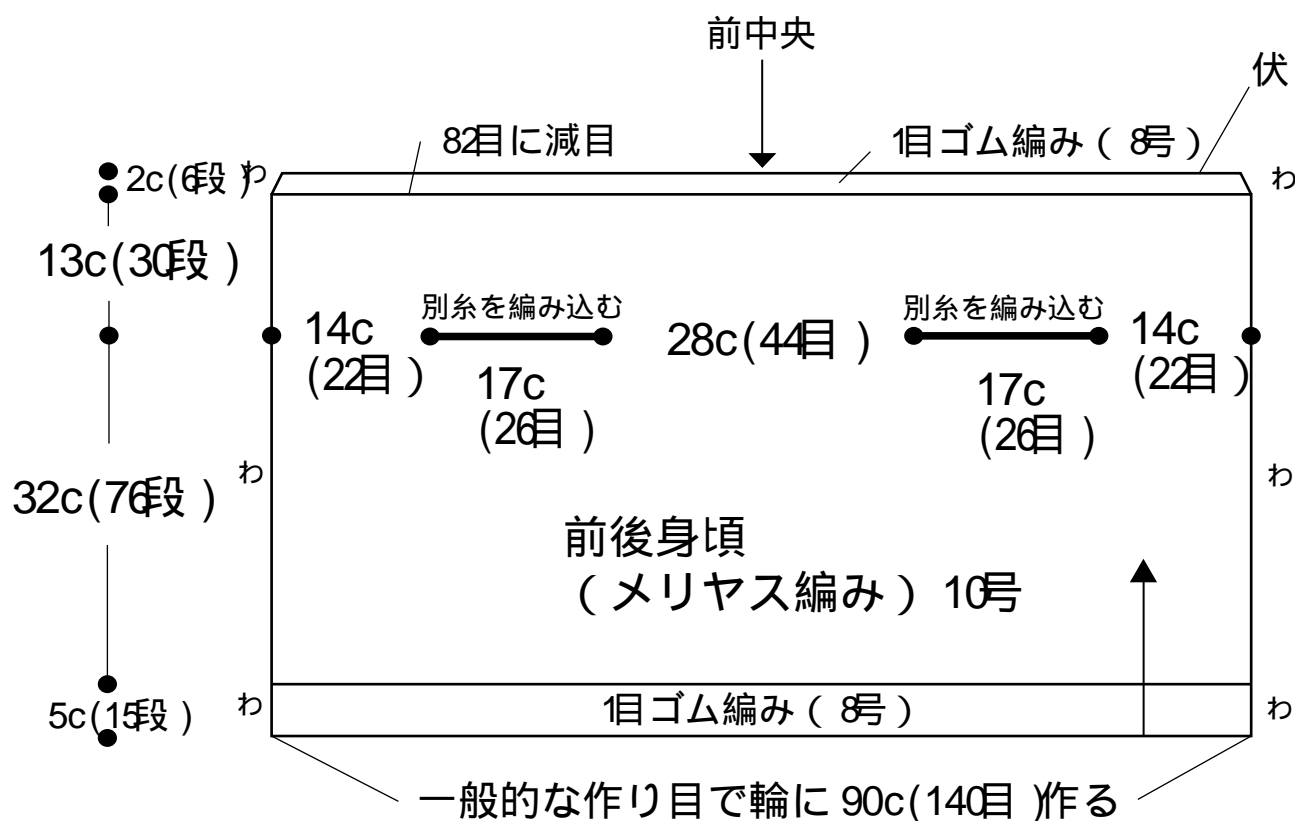 前中央
伏
82目に減目
1目ゴム編み（8号）
2c(6段）
わ
わ
13c(30段）
別糸を編み込む
別糸を編み込む
14c
(22目）
28c(44目）
14c
(22目）
17c
(26目）
17c
(26目）
わ
わ
32c(76段）
前後身頃
（メリヤス編み）10号
わ
わ
5c(15段）
1目ゴム編み（8号）
一般的な作り目で輪に 90c(140目）作る